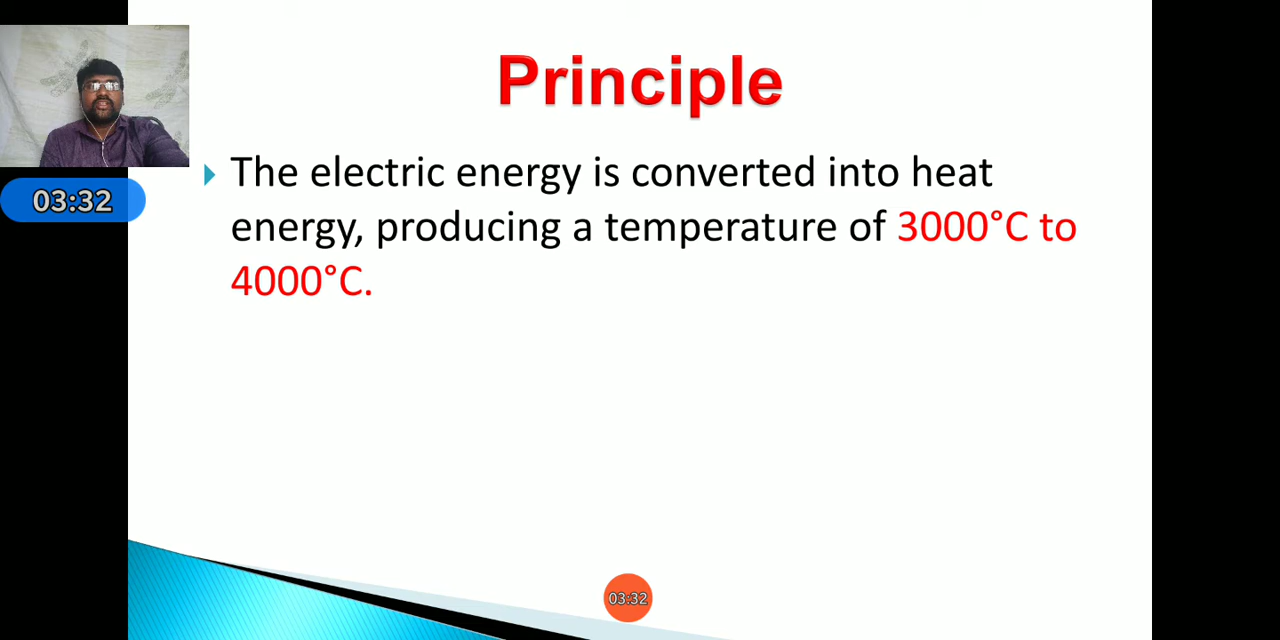 Principle
The electric energy is converted into heat
energy, producing a temperature of 3000°C to
4000°C.
03:32
03:32